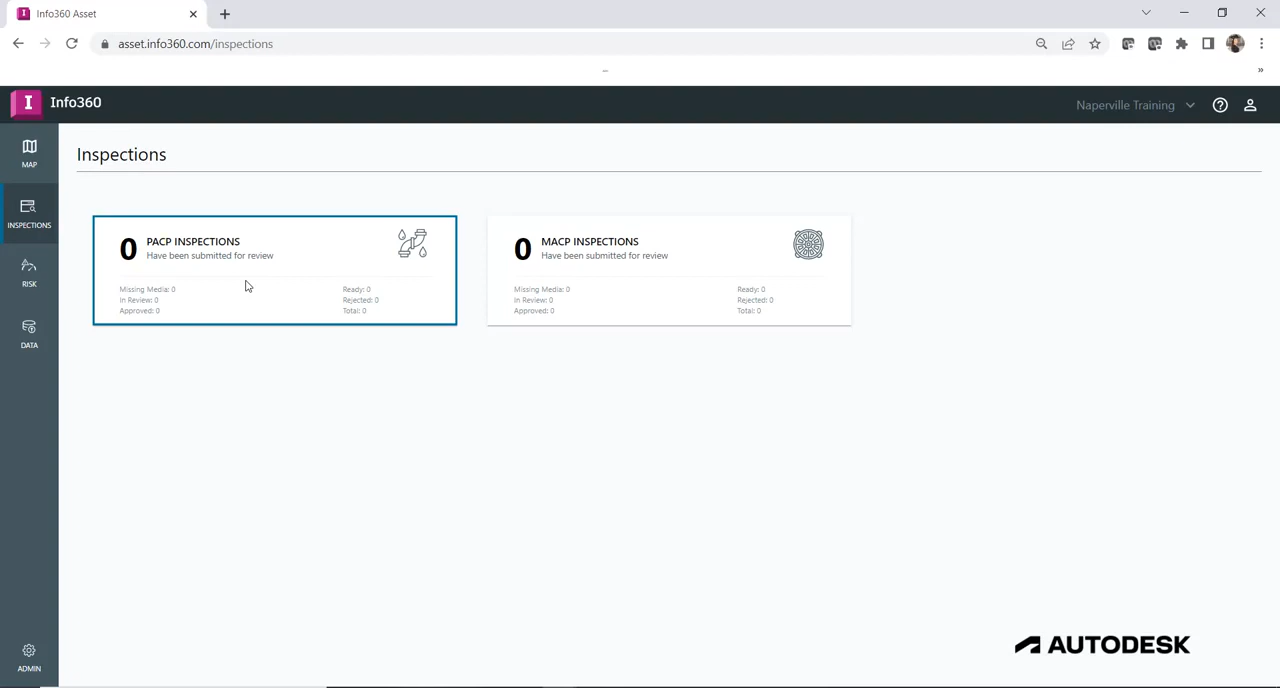 I Info360 Asset
asset.info360.com/inspections
»
I Info360
Naperville Training
MAP
INSPECTIONS
RISK
DATA
ADMIN
Inspections
0 PACP INSPECTIONS
Have been submitted for review
Missing Media: 0 Ready: 0
In Review: 0 Rejected: 0
Approved: 0 Total: 0
0 MACP INSPECTIONS
Have been submitted for review
Missing Media: 0 Ready: 0
In Review: 0 Rejected: 0
Approved: 0 Total: 0
AUTODESK